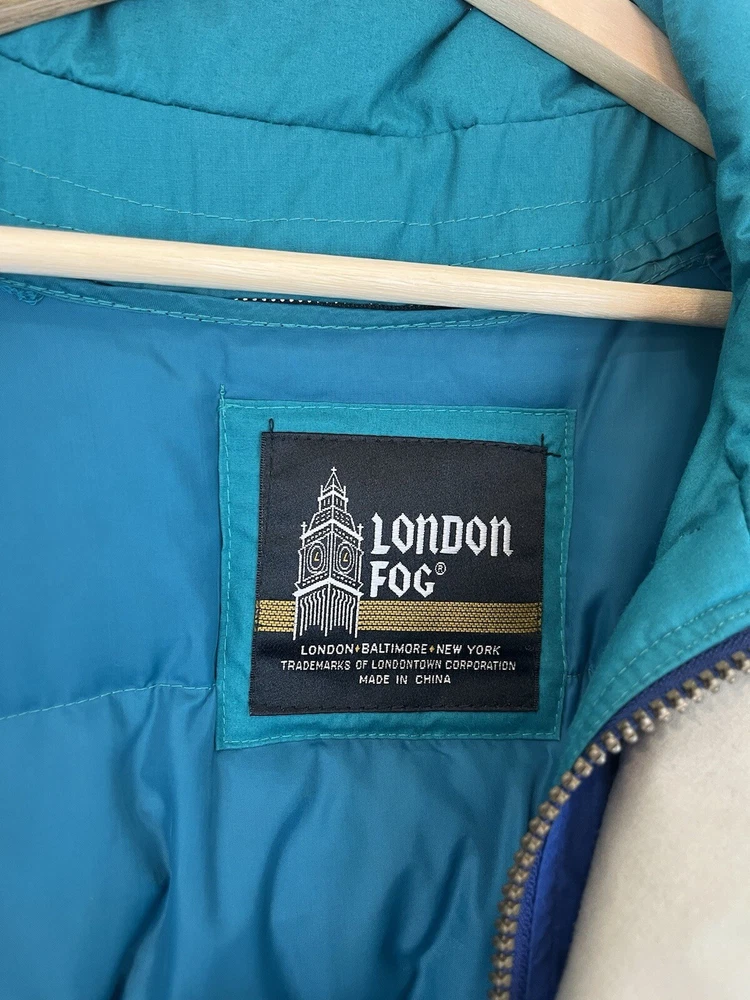 LONDON
FOG®
LONDON♦BALTIMORE♦NEW YORK
TRADEMARKS OF LONDONTOWN CORPORATION
MADE IN CHINA